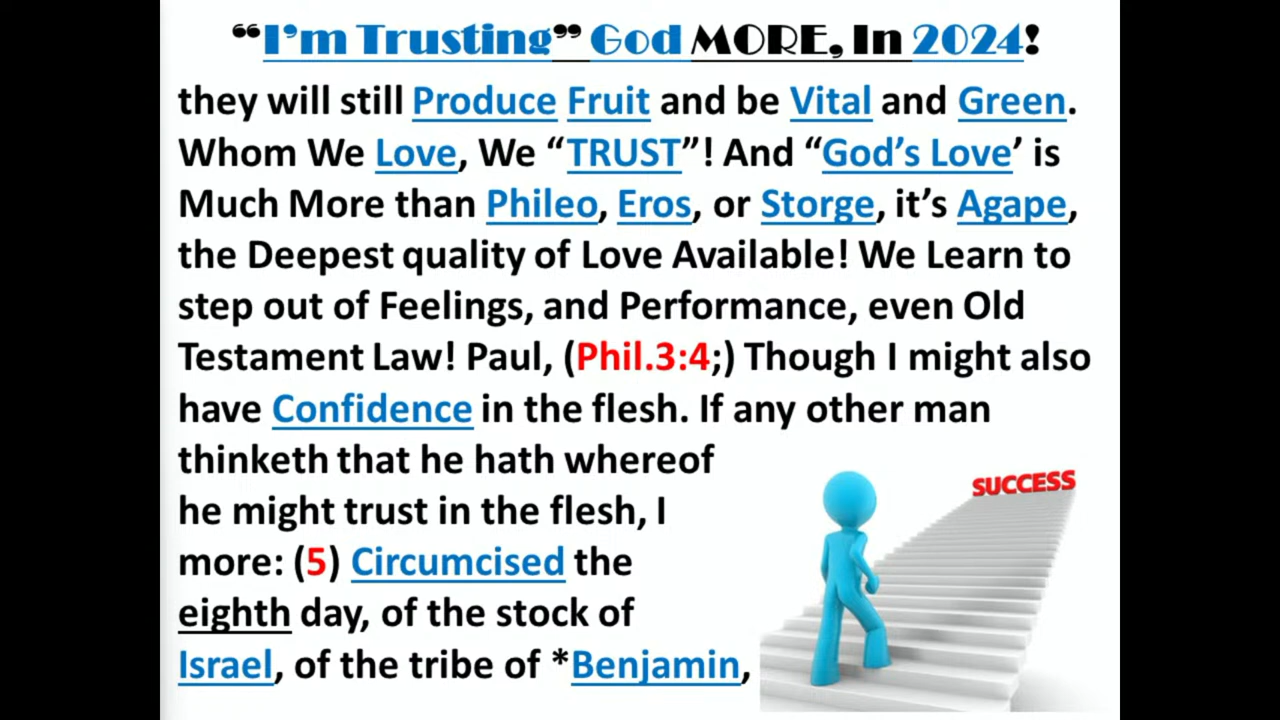 “I’m Trusting” God MORE, In 2024!
they will still Produce Fruit and be Vital and Green.
Whom We Love, We “TRUST”! And “God’s Love’ is
Much More than Phileo, Eros, or Storge, it’s Agape,
the Deepest quality of Love Available! We Learn to
step out of Feelings, and Performance, even Old
Testament Law! Paul, (Phil.3:4;) Though I might also
have Confidence in the flesh. If any other man
thinketh that he hath whereof
he might trust in the flesh, I
more: (5) Circumcised the
eighth day, of the stock of
Israel, of the tribe of *Benjamin,
SUCCESS